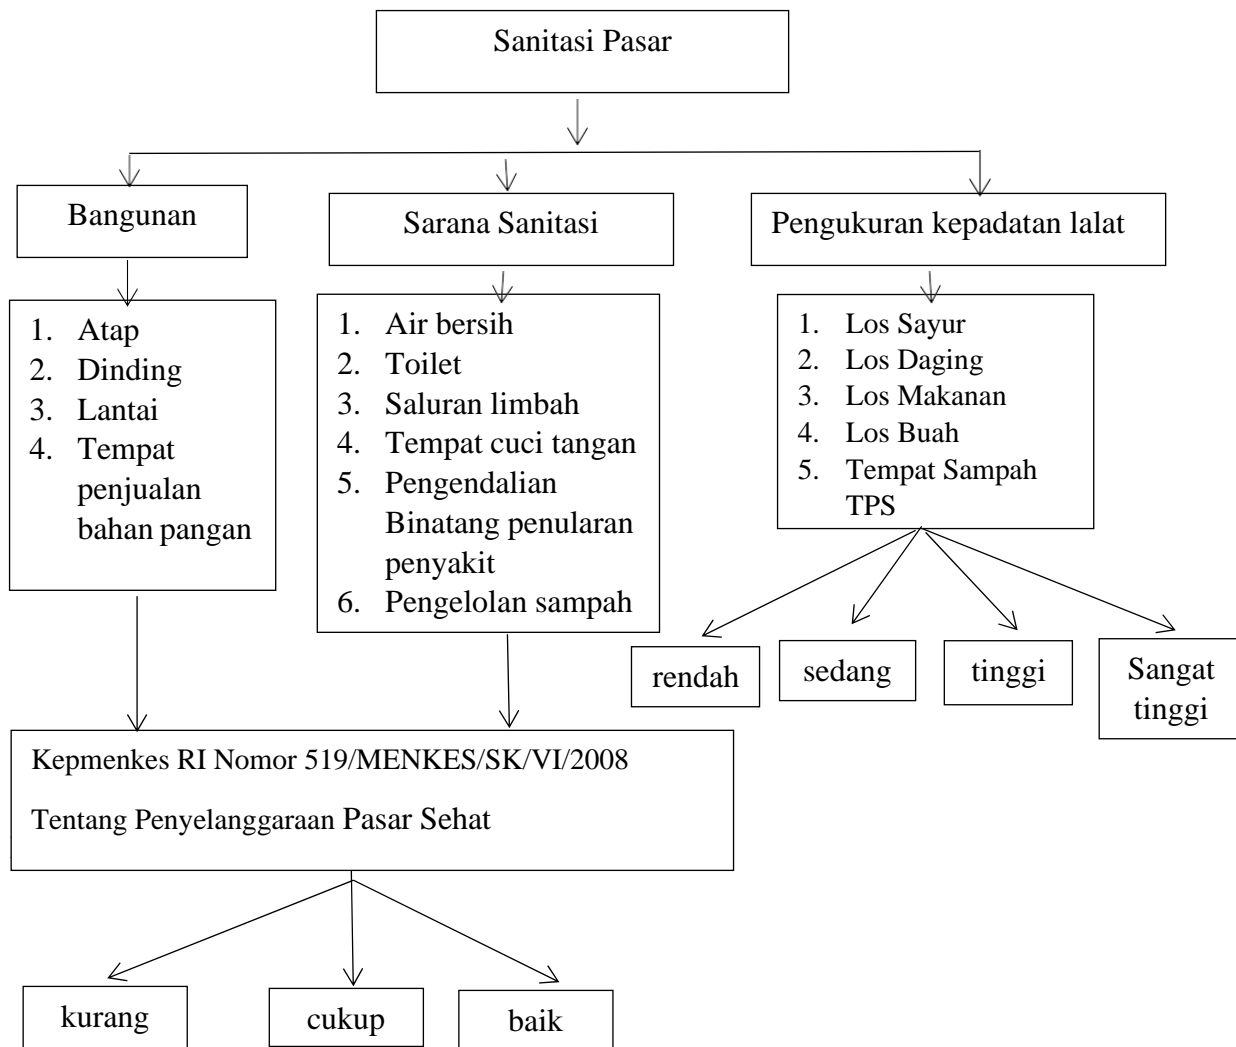 Sanitasi Pasar
Bangunan
Sarana Sanitasi
Pengukuran kepadatan lalat
1. Atap
2. Dinding
3. Lantai
4. Tempat
penjualan
bahan pangan
1. Air bersih
2. Toilet
3. Saluran limbah
4. Tempat cuci tangan
5. Pengendalian
Binatang penularan
penyakit
6. Pengelolan sampah
1. Los Sayur
2. Los Daging
3. Los Makanan
4. Los Buah
5. Tempat Sampah
TPS
rendah
sedang
tinggi
Sangat
tinggi
Kepmenkes RI Nomor 519/MENKES/SK/VI/2008
Tentang Penyelanggaraan Pasar Sehat
kurang
cukup
baik